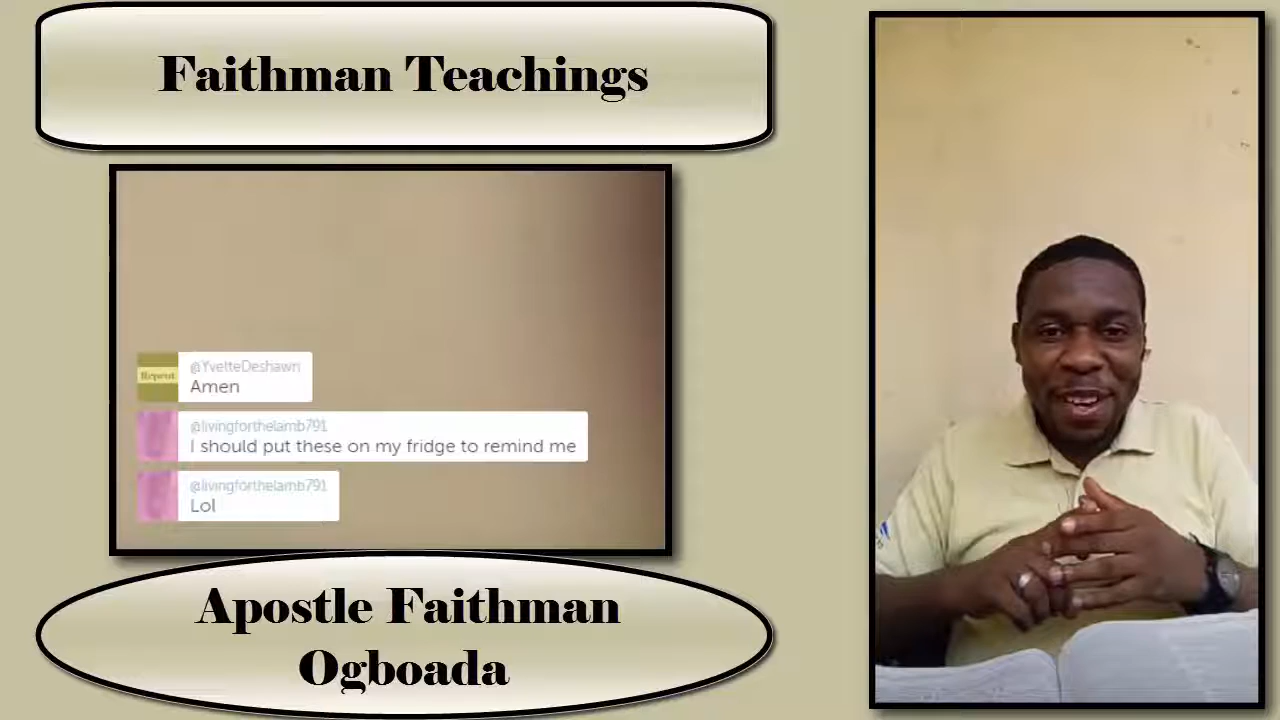 Faithman Teachings
Repent
@YvetteDeshawn
Amen
@livingforthelamb791
I should put these on my fridge to remind me
@livingforthelamb791
Lol
Apostle Faithman
Ogboada